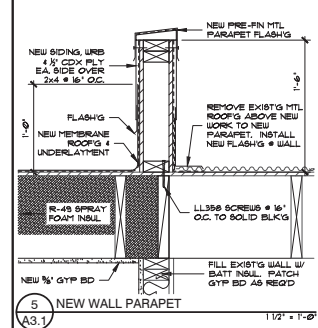 NEW PRE-FIN MTL
PARAPET FLASH'G
NEW SIDING, WRB
& ½" CDX PLY
EA. SIDE OVER
2x4 @ 16" O.C.
FLASH'G
NEW MEMBRANE
ROOF'G &
UNDERLAYMENT
1'-0"
1'-6"
REMOVE EXIST'G MTL
ROOF'G ABOVE NEW
WORK TO NEW
PARAPET. INSTALL
NEW FLASH'G @ WALL
R-49 SPRAY
FOAM INSUL
LL358 SCREWS @ 16"
O.C. TO SOLID BLK'G
NEW ⅝" GYP BD
FILL EXIST'G WALL W/
BATT INSUL. PATCH
GYP BD AS REQ'D
5
A3.1
NEW WALL PARAPET
1 1/2" = 1'-0"